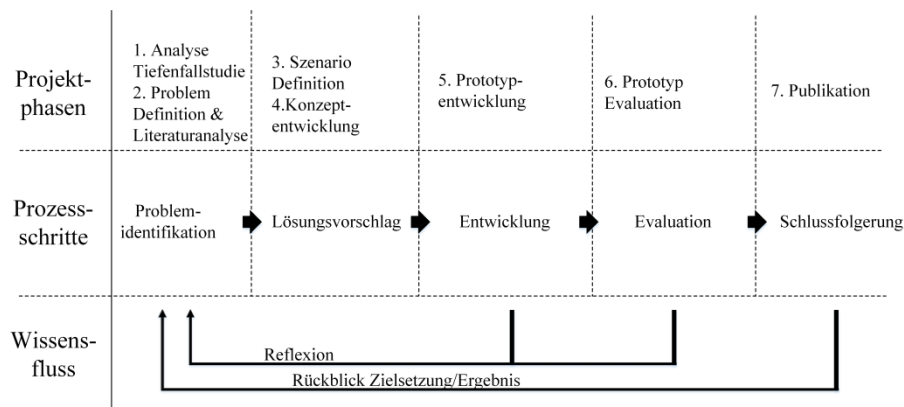 Projekt-
phasen
1. Analyse
Tiefenfallstudie
2. Problem
Definition &
Literaturanalyse
3. Szenario
Definition
4.Konzept-
entwicklung
5. Prototyp-
entwicklung
6. Prototyp
Evaluation
7. Publikation
Prozess-
schritte
Problem-
identifikation
Lösungsvorschlag
Entwicklung
Evaluation
Schlussfolgerung
Wissens-
fluss
Reflexion
Rückblick Zielsetzung/Ergebnis